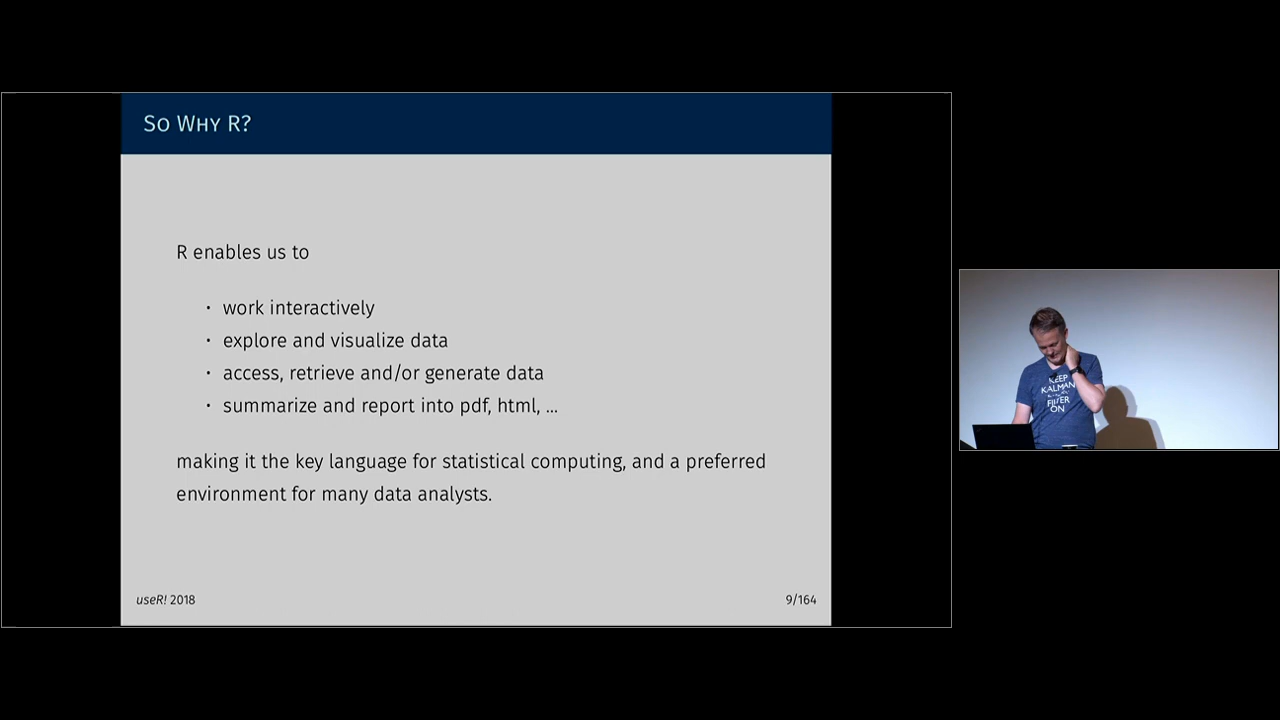 So Why R?
R enables us to
· work interactively
· explore and visualize data
· access, retrieve and/or generate data
· summarize and report into pdf, html, ...
making it the key language for statistical computing, and a preferred
environment for many data analysts.
useR! 2018
9/164
KEEP
KALMAN
FILTER
ON